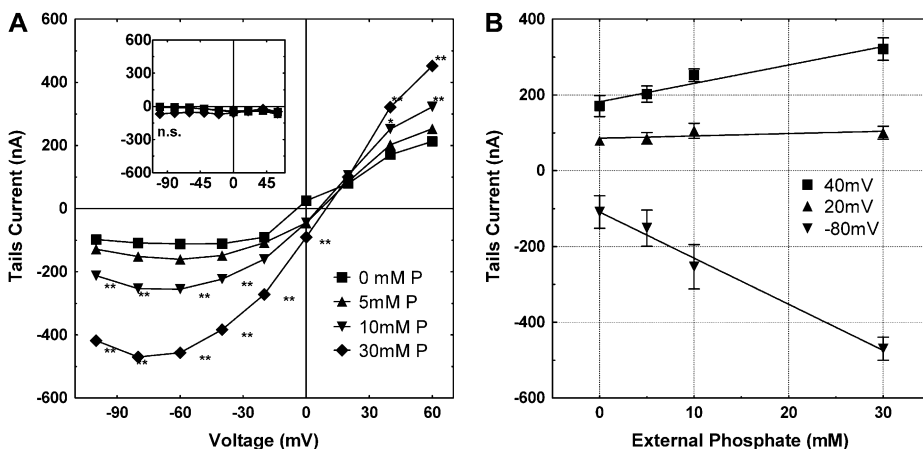 A
600
400
200
0
-200
-400
-600
Tails Current (nA)
600
300
0
-300
-600
n.s.
-90 -45 0 45
**
**
**
*
**
** ** ** **
** ** ** ** **
0 mM P
5mM P
10mM P
30mM P
-90 -60 -30 0 30 60
Voltage (mV)
B
400
200
0
-200
-400
-600
Tails Current (nA)
40mV
20mV
-80mV
0 10 20 30
External Phosphate (mM)